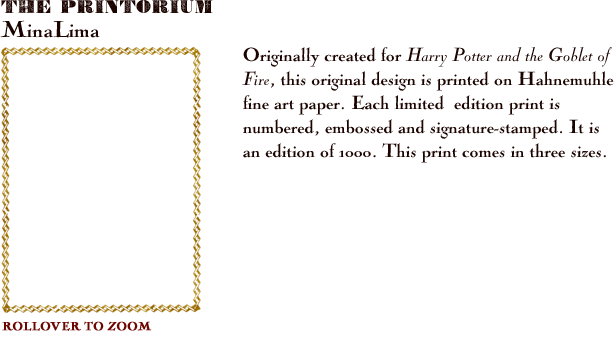 THE PRINTORIUM
MinaLima
Originally created for Harry Potter and the Goblet of
Fire, this original design is printed on Hahnemuhle
fine art paper. Each limited edition print is
numbered, embossed and signature-stamped. It is
an edition of 1000. This print comes in three sizes.
ROLLOVER TO ZOOM